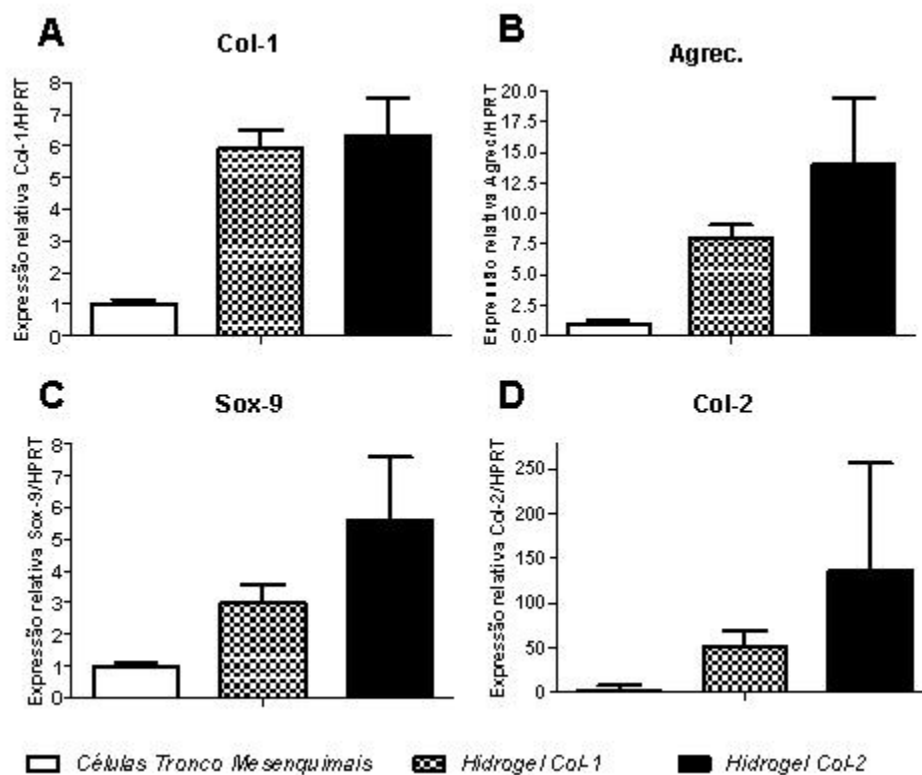 A
Col-1
Expressão relativa Col-1/HPRT
8
7
6
5
4
3
2
1
0
B
Agrec.
Expressão relativa Agrec/HPRT
20.0
17.5
15.0
12.5
10.0
7.5
5.0
2.5
0.0
C
Sox-9
Expressão relativa Sox-9/HPRT
8
7
6
5
4
3
2
1
0
D
Col-2
Expressão relativa Col-2/HPRT
250
200
150
100
50
0
Células Tronco Mesenquimais
Hidrogel Col-1
Hidrogel Col-2